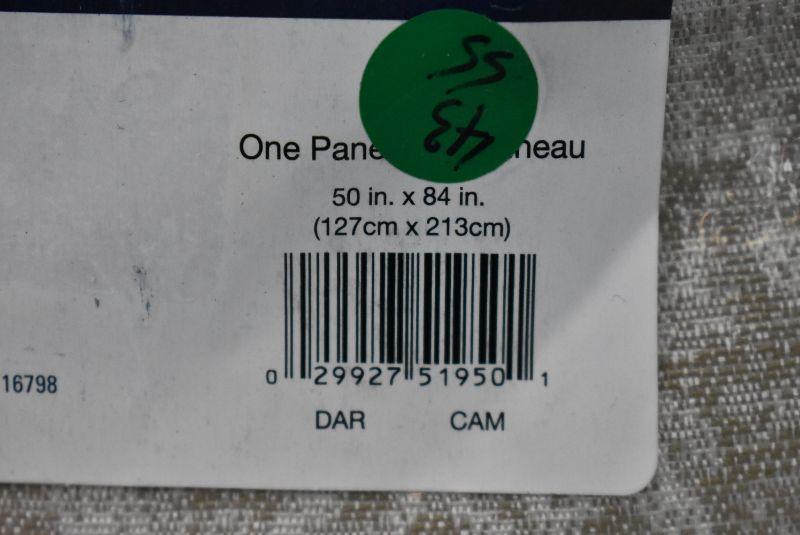 55
43
One Pane neau
50 in. x 84 in.
(127cm x 213cm)
0 29927 51950 1
16798
DAR CAM